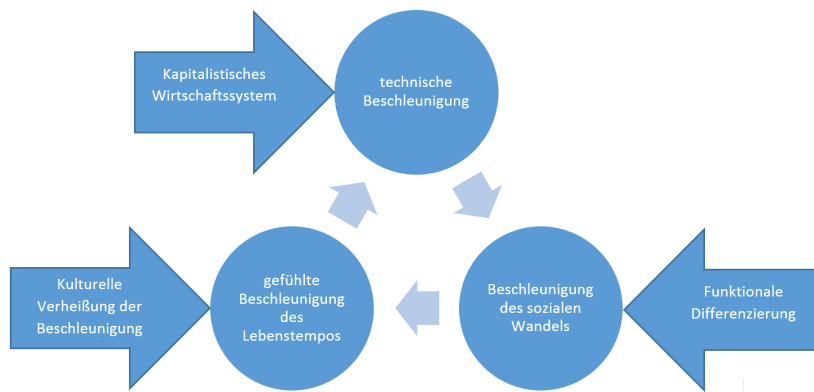 Kapitalistisches
Wirtschaftssystem
technische
Beschleunigung
Kulturelle
Verheißung der
Beschleunigung
gefühlte
Beschleunigung
des
Lebenstempos
Beschleunigung
des sozialen
Wandels
Funktionale
Differenzierung